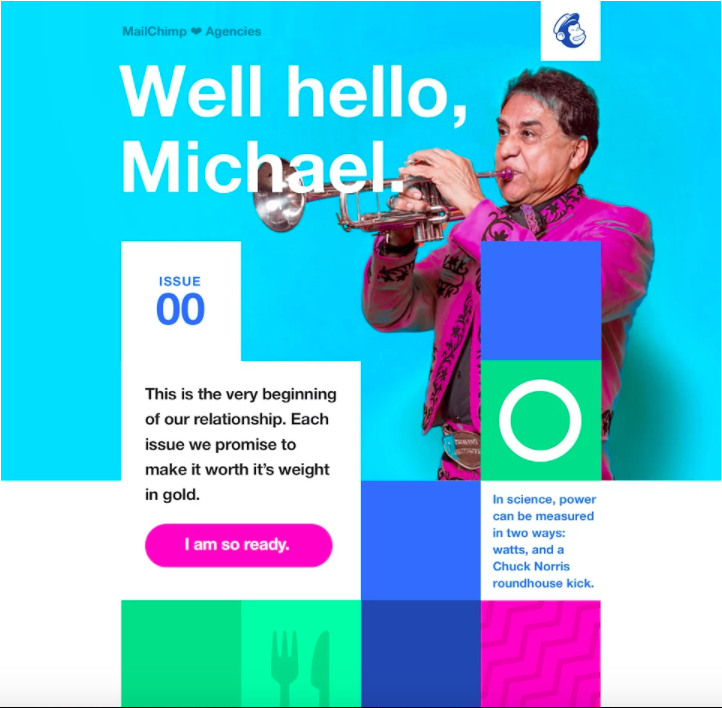 MailChimp ❤ Agencies
Well hello,
Michael.
ISSUE
00
This is the very beginning
of our relationship. Each
issue we promise to
make it worth it’s weight
in gold.
I am so ready.
In science, power
can be measured
in two ways:
watts, and a
Chuck Norris
roundhouse kick.